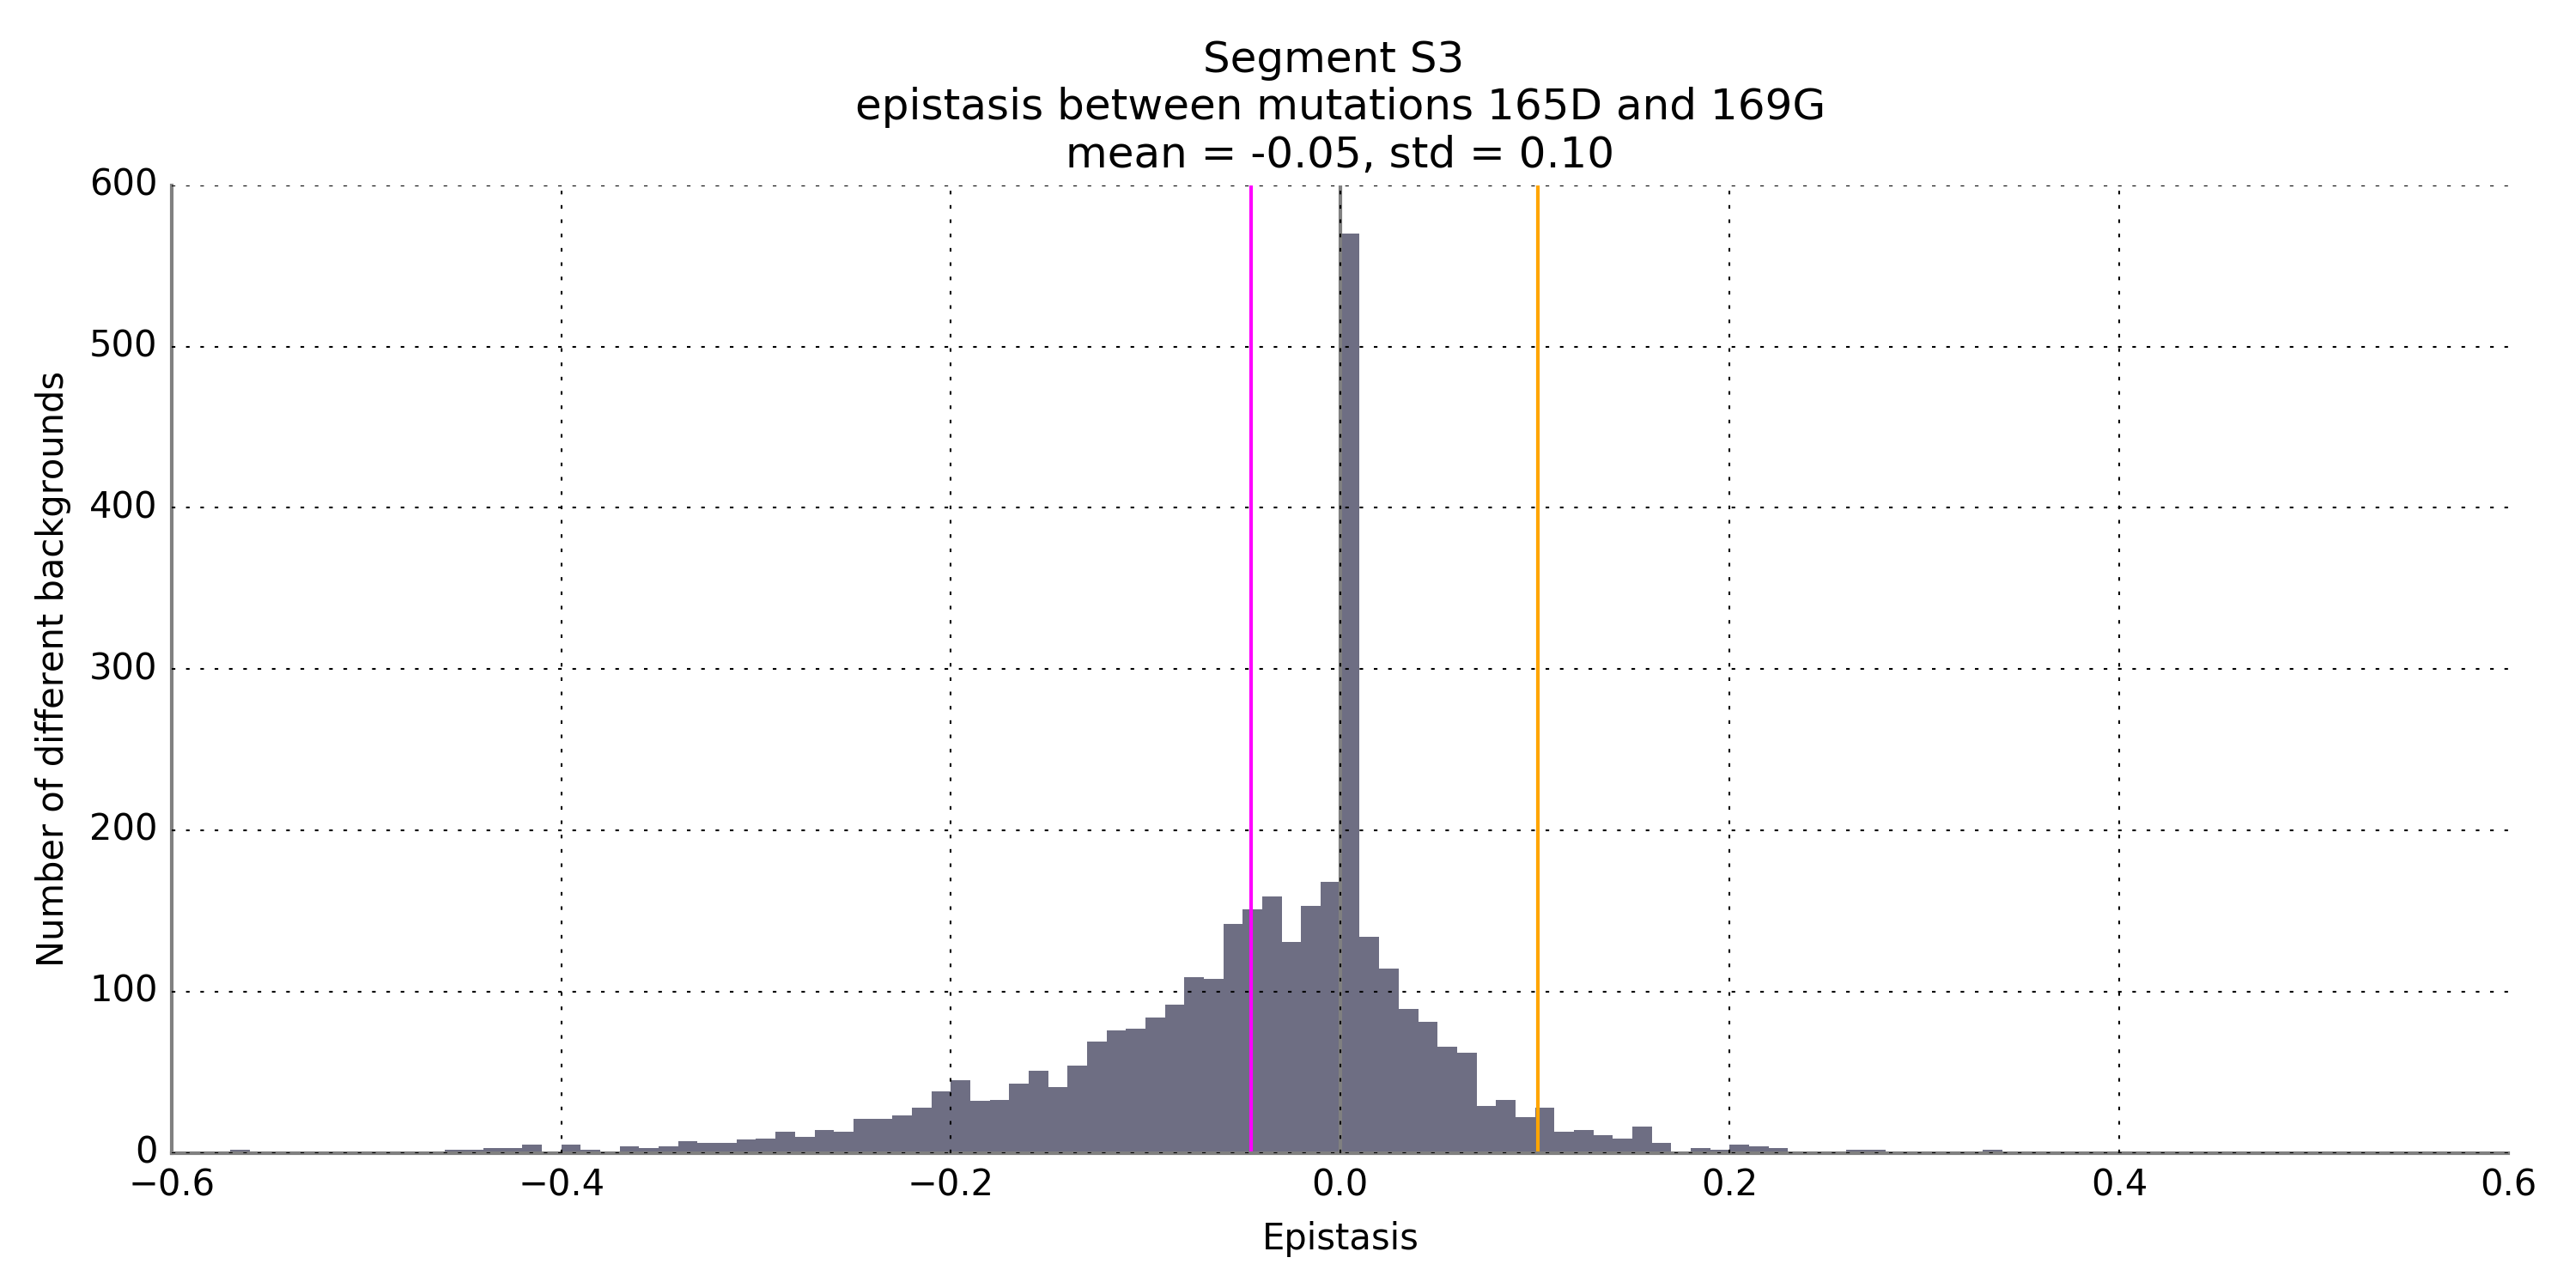 Segment S3
epistasis between mutations 165D and 169G
mean = -0.05, std = 0.10
600
500
400
300
200
100
0
Number of different backgrounds
−0.6 −0.4 −0.2 0.0 0.2 0.4 0.6
Epistasis